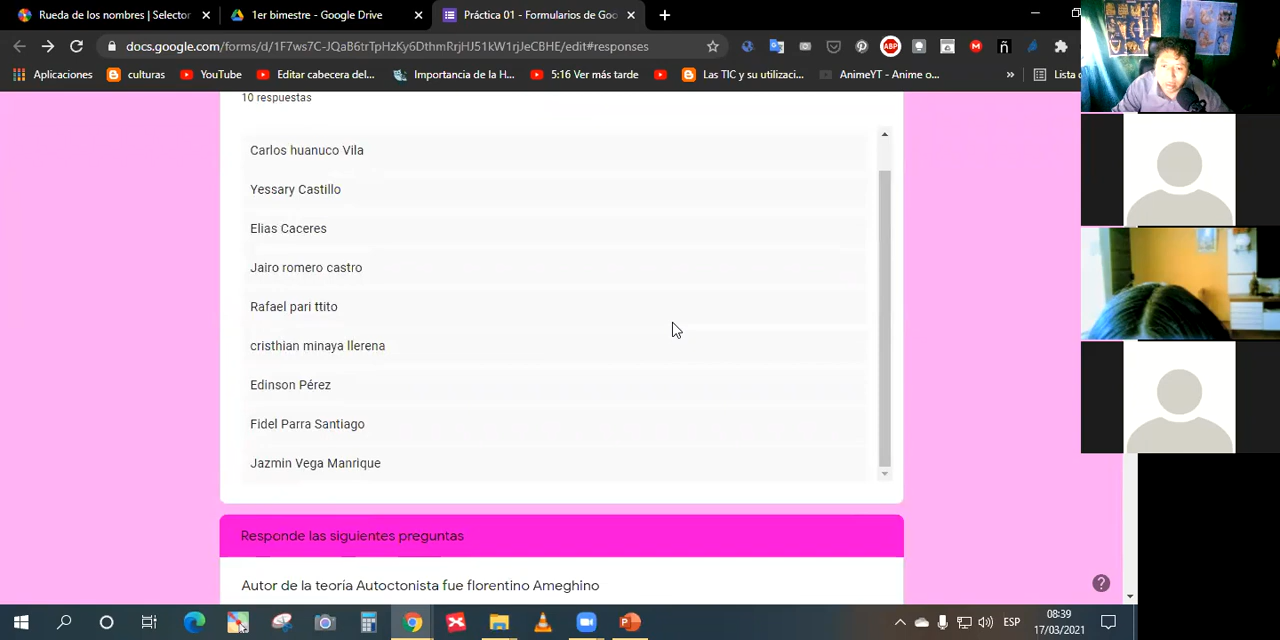 Rueda de los nombres | Selector
1er bimestre - Google Drive
Práctica 01 - Formularios de Goo
docs.google.com/forms/d/1F7ws7C-JQaB6trTpHzKy6DthmRrjHJ51kW1rjJeCBHE/edit#responses
Aplicaciones
culturas
YouTube
Editar cabecera del...
Importancia de la H...
5:16 Ver más tarde
Las TIC y su utilizaci...
AnimeYT - Anime o...
»
Lista d
ABP
10 respuestas
Carlos huanuco Vila
Yessary Castillo
Elias Caceres
Jairo romero castro
Rafael pari ttito
cristhian minaya llerena
Edinson Pérez
Fidel Parra Santiago
Jazmin Vega Manrique
Responde las siguientes preguntas
Autor de la teoría Autoctonista fue florentino Ameghino
ESP
08:39
17/03/2021